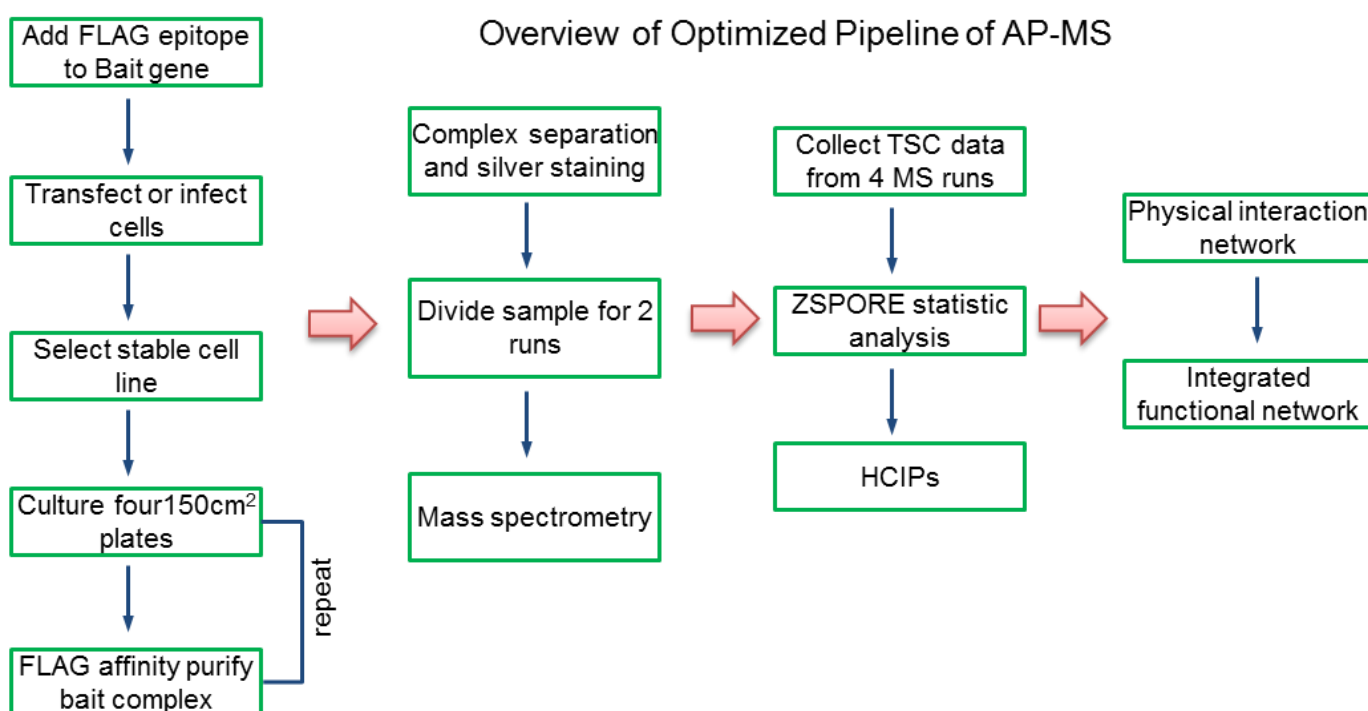 Overview of Optimized Pipeline of AP-MS
Add FLAG epitope
to Bait gene
Transfect or infect
cells
Select stable cell
line
Culture four150cm²
plates
FLAG affinity purify
bait complex
repeat
Complex separation
and silver staining
Divide sample for 2
runs
Mass spectrometry
Collect TSC data
from 4 MS runs
ZSPORE statistic
analysis
HCIPs
Physical interaction
network
Integrated
functional network